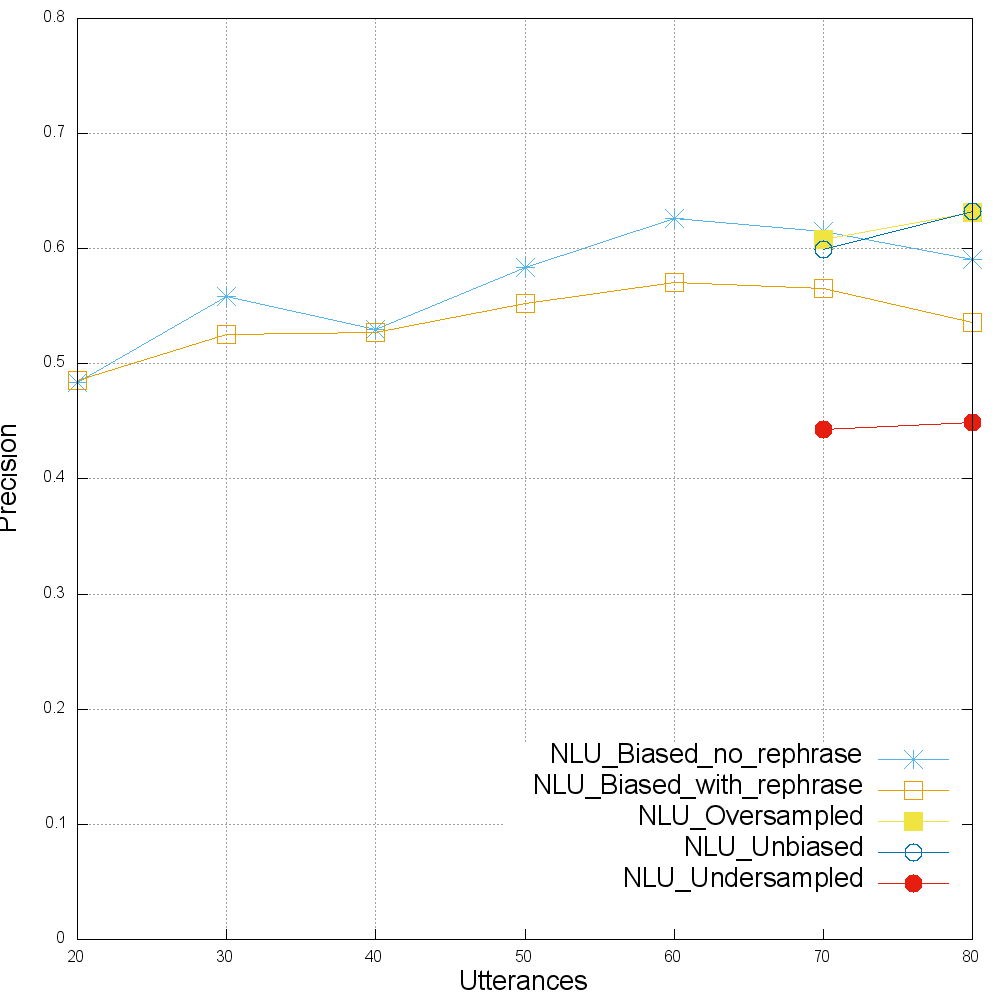 0.8
0.7
0.6
0.5
0.4
0.3
0.2
0.1
0
Precision
NLU_Biased_no_rephrase
NLU_Biased_with_rephrase
NLU_Oversampled
NLU_Unbiased
NLU_Undersampled
20 30 40 50 60 70 80
Utterances